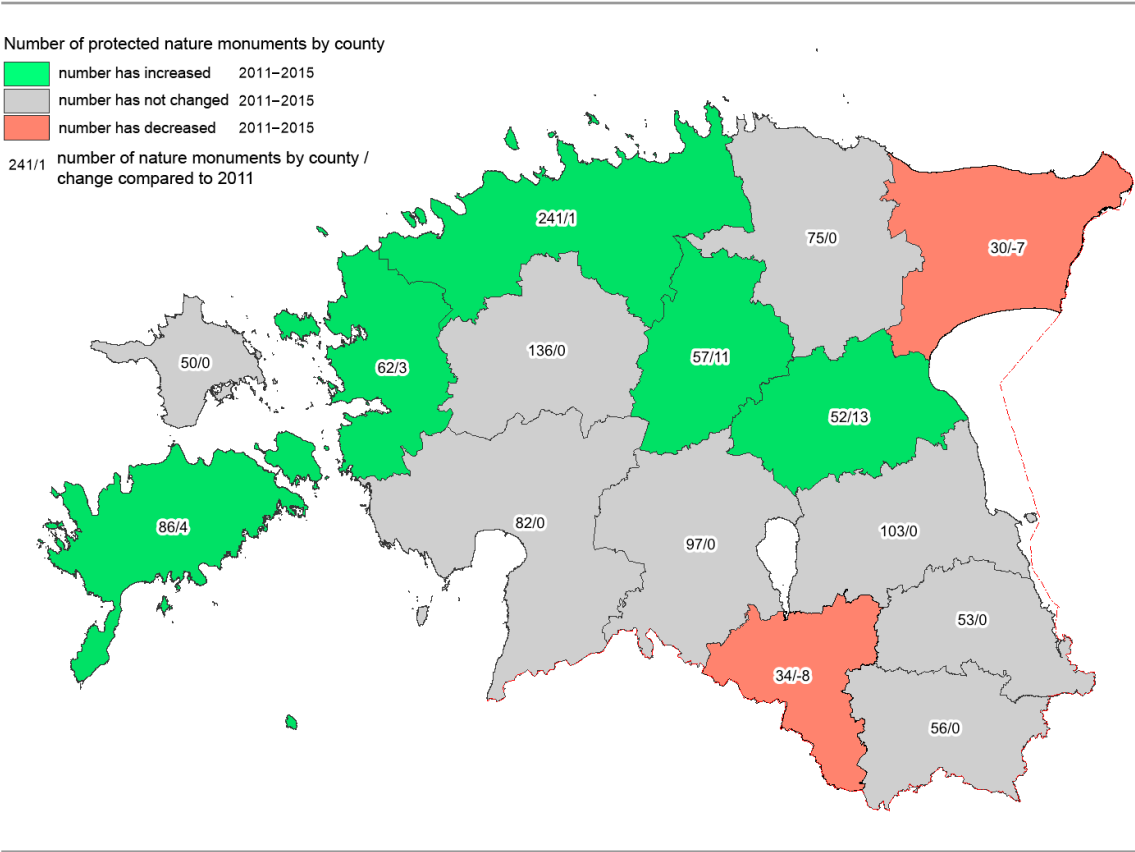 Number of protected nature monuments by county
number has increased 2011–2015
number has not changed 2011–2015
number has decreased 2011–2015
241/1 number of nature monuments by county /
change compared to 2011
241/1
75/0
30/-7
50/0
62/3
136/0
57/11
52/13
86/4
82/0
97/0
103/0
53/0
34/-8
56/0